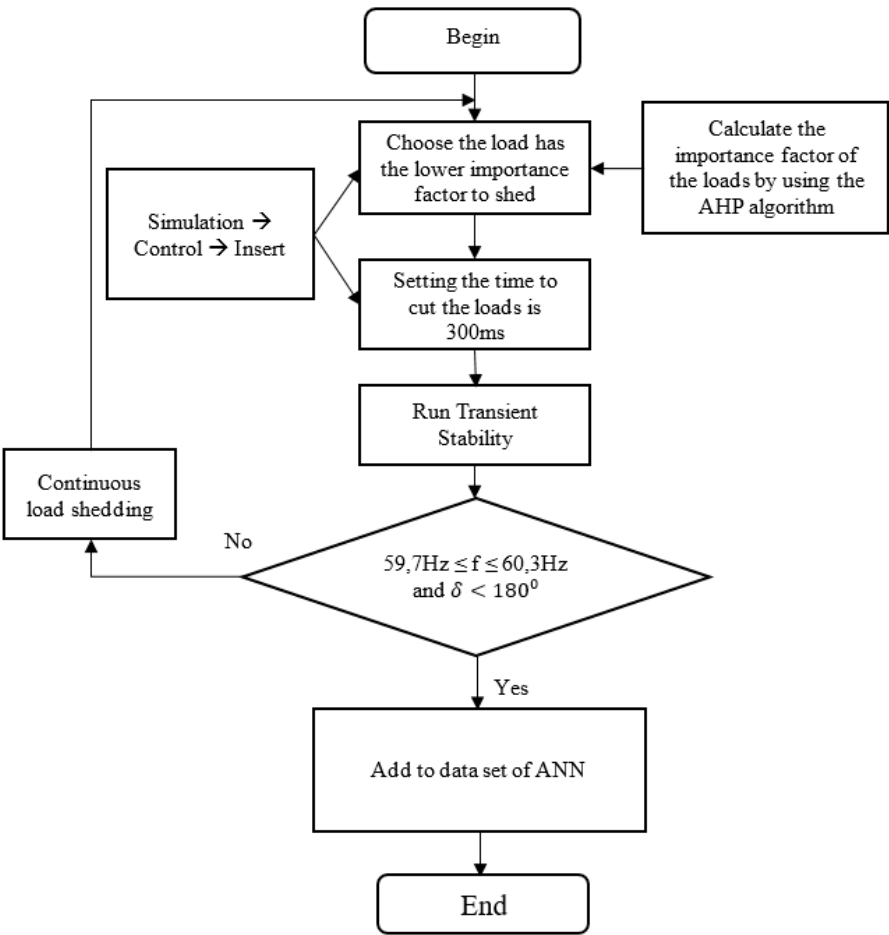 Begin
Choose the load has
the lower importance
factor to shed
Calculate the
importance factor of
the loads by using the
AHP algorithm
Simulation →
Control → Insert
Setting the time to
cut the loads is
300ms
Run Transient
Stability
Continuous
load shedding
No
59,7Hz ≤ f ≤ 60,3Hz
and δ < 180⁰
Yes
Add to data set of ANN
End